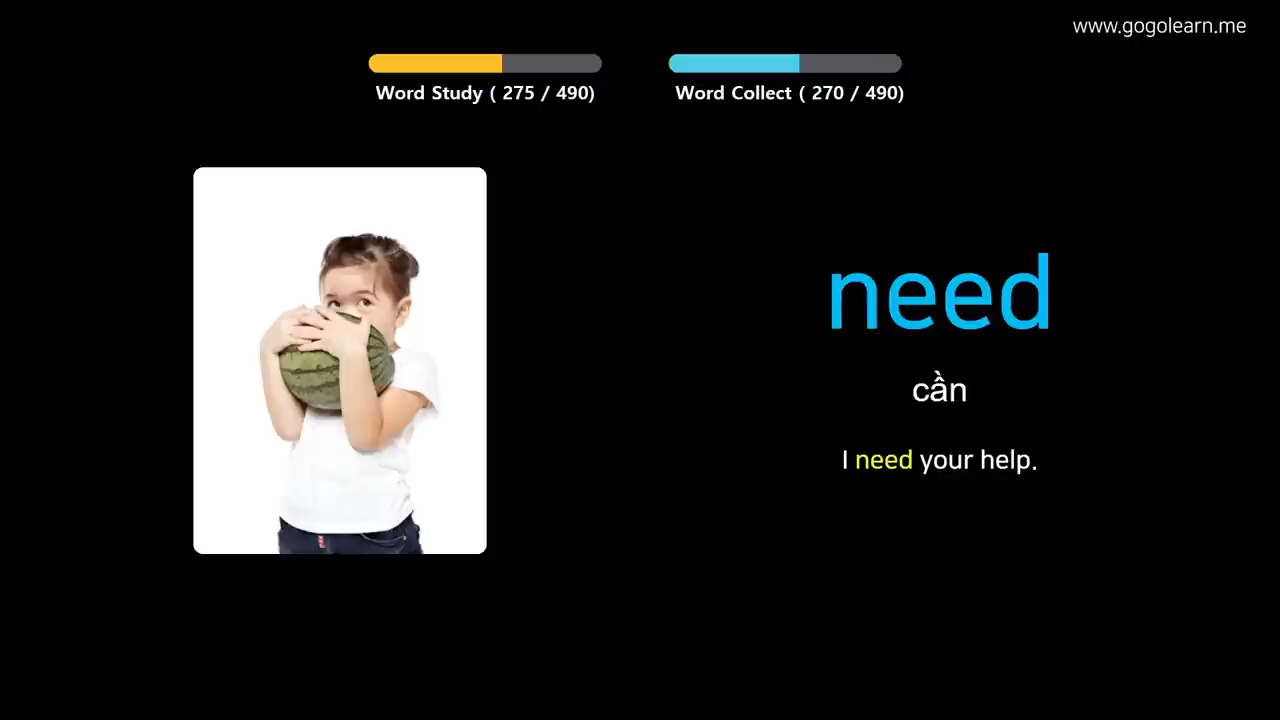 www.gogolearn.me
Word Study ( 275 / 490)
Word Collect ( 270 / 490)
need
cần
I need your help.